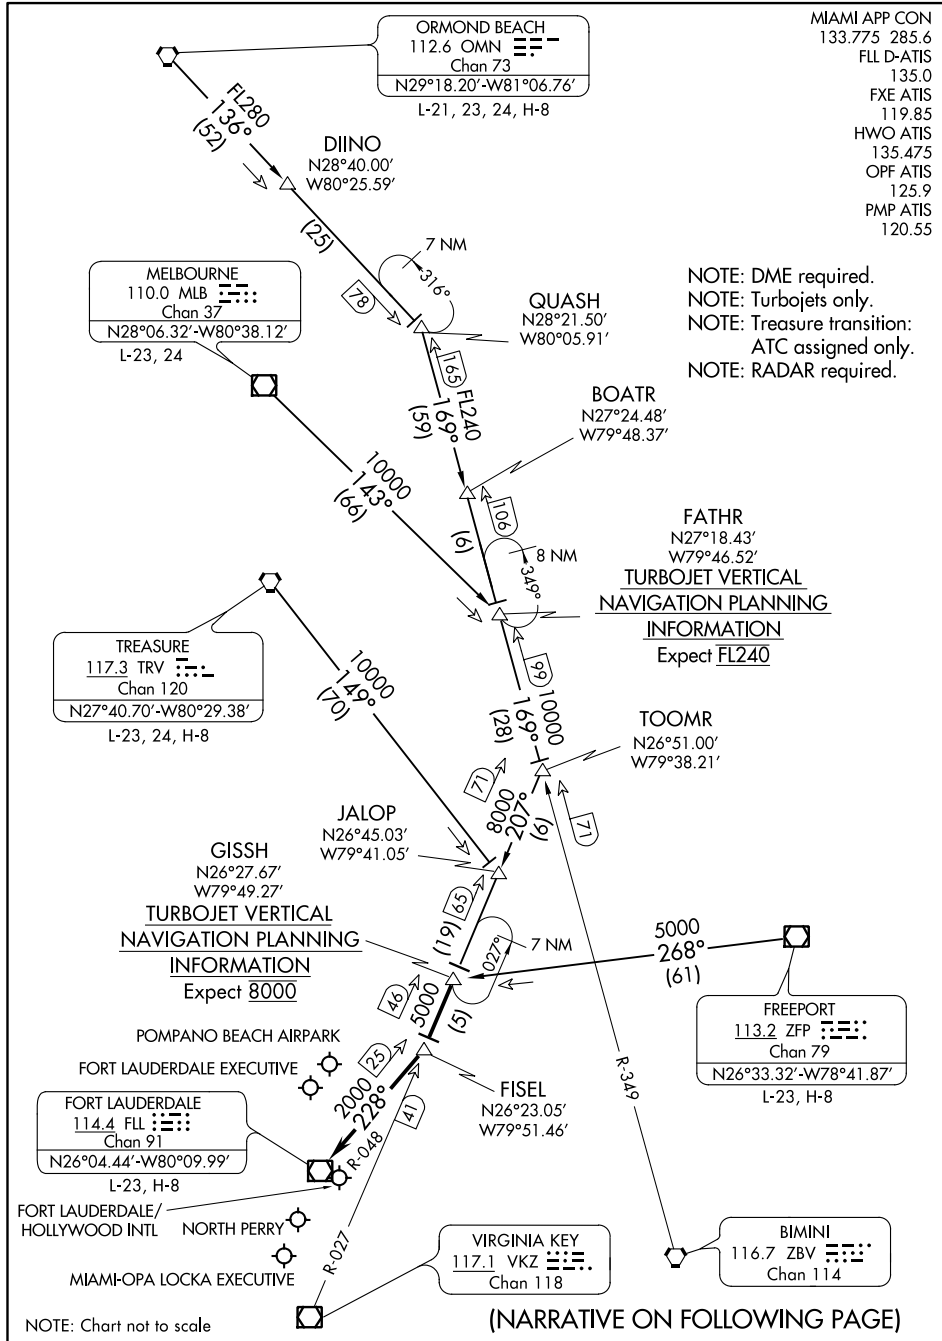 ORMOND BEACH
112.6 OMN
Chan 73
N29°18.20'-W81°06.76'
L-21, 23, 24, H-8
MIAMI APP CON
133.775 285.6
FLL D-ATIS
135.0
FXE ATIS
119.85
HWO ATIS
135.475
OPF ATIS
125.9
PMP ATIS
120.55
FL280
136°
(52)
DIINO
N28°40.00'
W80°25.59'
(25)
7 NM
316°
78
MELBOURNE
110.0 MLB
Chan 37
N28°06.32'-W80°38.12'
L-23, 24
QUASH
N28°21.50'
W80°05.91'
NOTE: DME required.
NOTE: Turbojets only.
NOTE: Treasure transition:
ATC assigned only.
NOTE: RADAR required.
165
FL240
169°
(59)
BOATR
N27°24.48'
W79°48.37'
10000
143°
(66)
106
(6)
8 NM
349°
FATHR
N27°18.43'
W79°46.52'
TURBOJET VERTICAL
NAVIGATION PLANNING
INFORMATION
Expect FL240
TREASURE
117.3 TRV
Chan 120
N27°40.70'-W80°29.38'
L-23, 24, H-8
10000
149°
(70)
99
10000
169°
(28)
TOOMR
N26°51.00'
W79°38.21'
71
8000
207°
(6)
71
JALOP
N26°45.03'
W79°41.05'
GISSH
N26°27.67'
W79°49.27'
TURBOJET VERTICAL
NAVIGATION PLANNING
INFORMATION
Expect 8000
65
(19)
7 NM
027°
5000
268°
(61)
FREEPORT
113.2 ZFP
Chan 79
N26°33.32'-W78°41.87'
L-23, H-8
46
5000
(5)
POMPANO BEACH AIRPARK
FORT LAUDERDALE EXECUTIVE
25
2000
228°
R-048
41
FISEL
N26°23.05'
W79°51.46'
R-349
FORT LAUDERDALE
114.4 FLL
Chan 91
N26°04.44'-W80°09.99'
L-23, H-8
FORT LAUDERDALE/
HOLLYWOOD INTL
NORTH PERRY
MIAMI-OPA LOCKA EXECUTIVE
R-027
VIRGINIA KEY
117.1 VKZ
Chan 118
BIMINI
116.7 ZBV
Chan 114
NOTE: Chart not to scale
(NARRATIVE ON FOLLOWING PAGE)